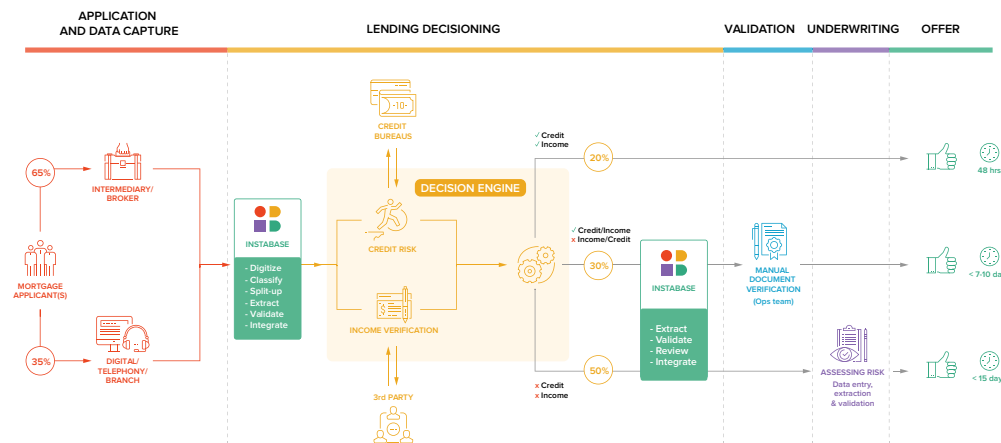 APPLICATION
AND DATA CAPTURE
LENDING DECISIONING
VALIDATION
UNDERWRITING
OFFER
65%
INTERMEDIARY/
BROKER
MORTGAGE
APPLICANT(S)
35%
DIGITAL/
TELEPHONY/
BRANCH
INSTABASE
- Digitize
- Classify
- Split-up
- Extract
- Validate
- Integrate
-10-
CREDIT
BUREAUS
DECISION ENGINE
CREDIT RISK
$
INCOME VERIFICATION
3rd PARTY
✓ Credit
✓ Income
20%
✓ Credit/Income
x Income/Credit
30%
x Credit
x Income
50%
INSTABASE
- Extract
- Validate
- Review
- Integrate
MANUAL
DOCUMENT
VERIFICATION
(Ops team)
ASSESSING RISK
Data entry,
extraction
& validation
48 hrs
< 7-10 da
< 15 day